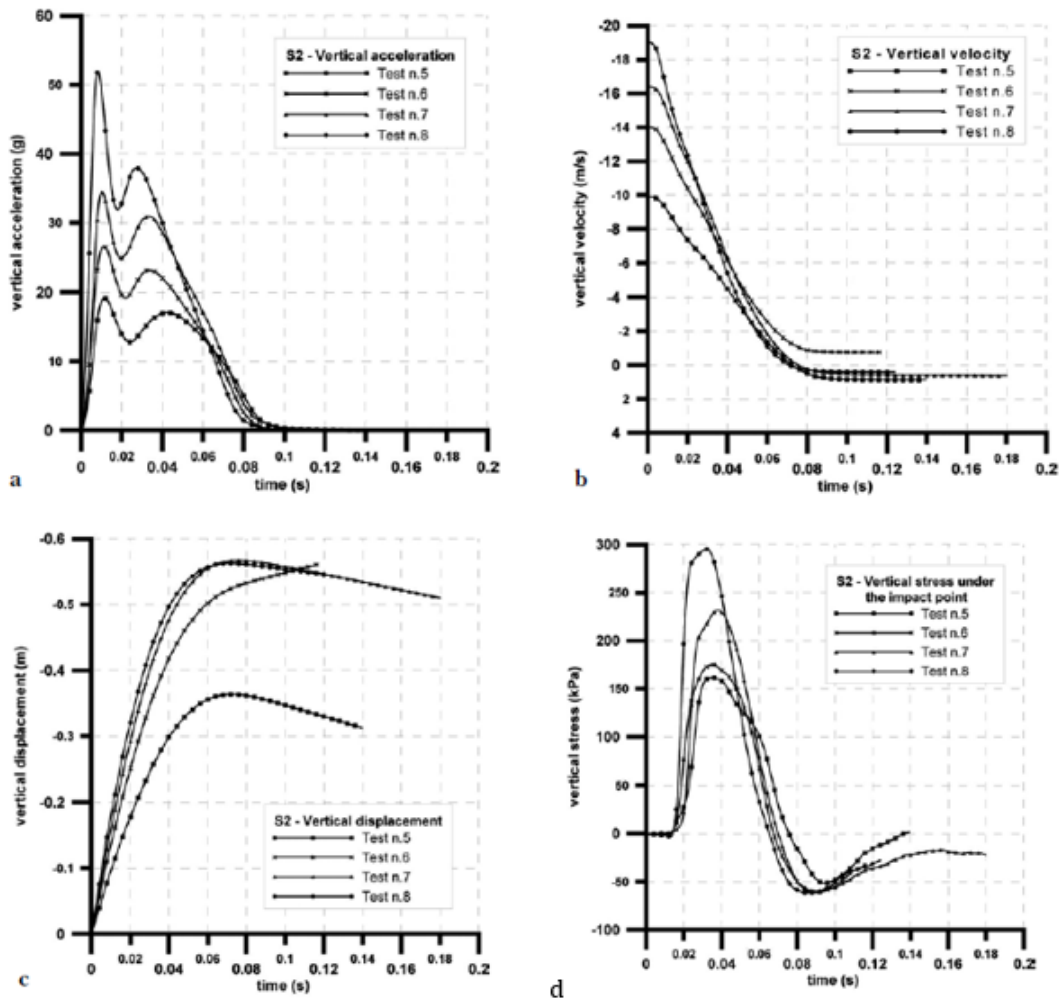 60
50
40
30
20
10
0
vertical acceleration (g)
S2 - Vertical acceleration
Test n.5
Test n.6
Test n.7
Test n.8
0 0.02 0.04 0.06 0.08 0.1 0.12 0.14 0.16 0.18 0.2
time (s)
a
-20
-18
-16
-14
-12
-10
-8
-6
-4
-2
0
2
4
vertical velocity (m/s)
S2 - Vertical velocity
Test n.5
Test n.6
Test n.7
Test n.8
0 0.02 0.04 0.06 0.08 0.1 0.12 0.14 0.16 0.18 0.2
time (s)
b
-0.6
-0.5
-0.4
-0.3
-0.2
-0.1
0
vertical displacement (m)
S2 - Vertical displacement
Test n.5
Test n.6
Test n.7
Test n.8
0 0.02 0.04 0.06 0.08 0.1 0.12 0.14 0.16 0.18 0.2
time (s)
c
300
250
200
150
100
50
0
-50
-100
vertical stress (kPa)
S2 - Vertical stress under
the impact point
Test n.5
Test n.6
Test n.7
Test n.8
0 0.02 0.04 0.06 0.08 0.1 0.12 0.14 0.16 0.18 0.2
time (s)
d